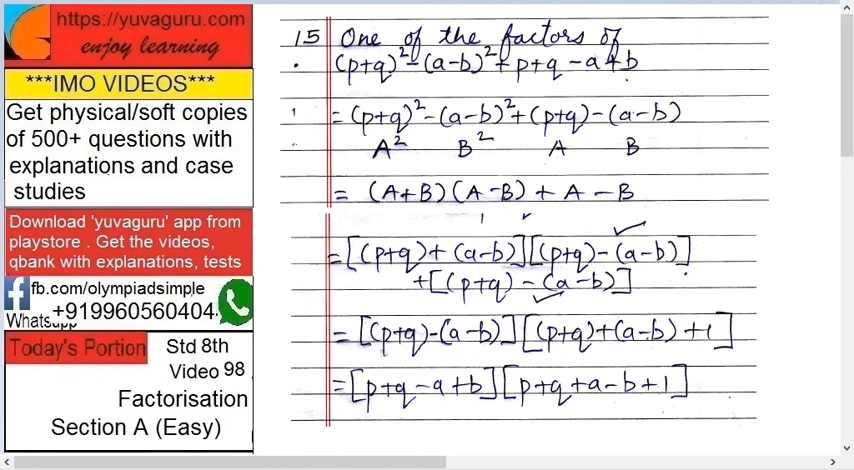 https://yuvaguru.com
enjoy learning
***IMO VIDEOS***
Get physical/soft copies
of 500+ questions with
explanations and case
studies
Download 'yuvaguru' app from
playstore . Get the videos,
qbank with explanations, tests
fb.com/olympiadsimple
Whatsupp +919960560404
Today's Portion
Std 8th
Video 98
Factorisation
Section A (Easy)
15 One of the factors of
(p+q)² - (a-b)² + p+q - a+b
= (p+q)² - (a-b)² + (p+q) - (a-b)
A² B² A B
= (A+B)(A-B) + A - B
= [(p+q) + (a-b)][(p+q) - (a-b)]
+ [(p+q) - (a-b)]
= [(p+q) - (a-b)][(p+q) + (a-b) + 1]
= [p+q - a+b][p+q + a - b + 1]